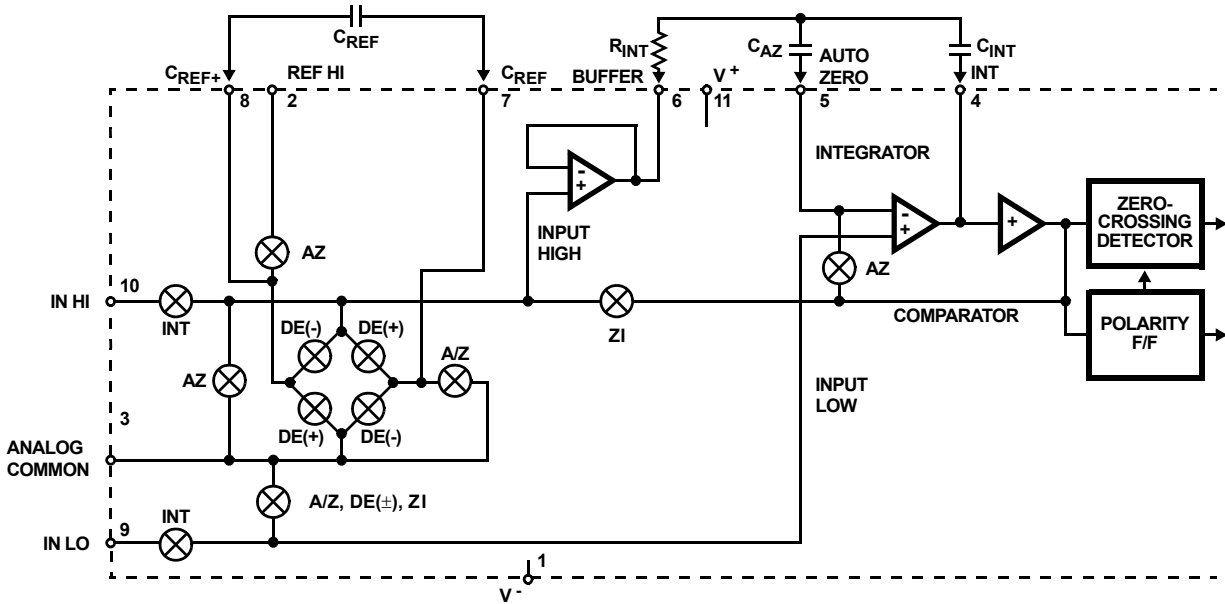 C_REF
R_INT
C_AZ
AUTO
ZERO
C_INT
INT
C_REF+
REF HI
C_REF
BUFFER
V+
8
2
7
6
11
5
4
INTEGRATOR
-
+
INPUT
HIGH
-
+
+
ZERO-
CROSSING
DETECTOR
AZ
AZ
10
IN HI
INT
ZI
COMPARATOR
POLARITY
F/F
DE(-)
DE(+)
A/Z
AZ
INPUT
LOW
DE(+)
DE(-)
3
ANALOG
COMMON
A/Z, DE(±), ZI
INT
9
IN LO
1
V-